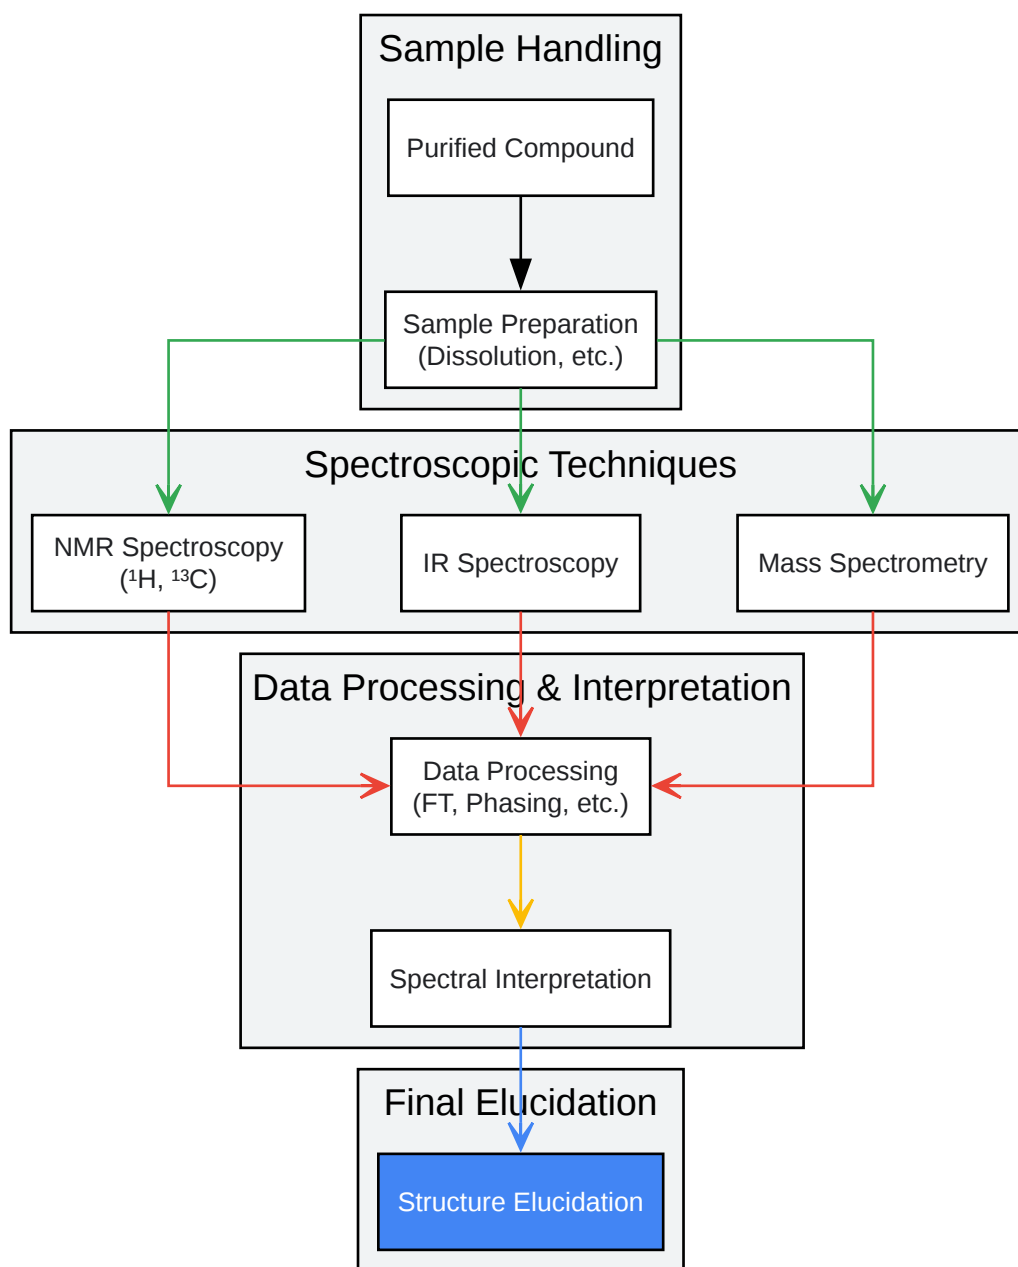 Sample Handling
Purified Compound
Sample Preparation
(Dissolution, etc.)
Spectroscopic Techniques
NMR Spectroscopy
(¹H, ¹³C)
IR Spectroscopy
Mass Spectrometry
Data Processing & Interpretation
Data Processing
(FT, Phasing, etc.)
Spectral Interpretation
Final Elucidation
Structure Elucidation